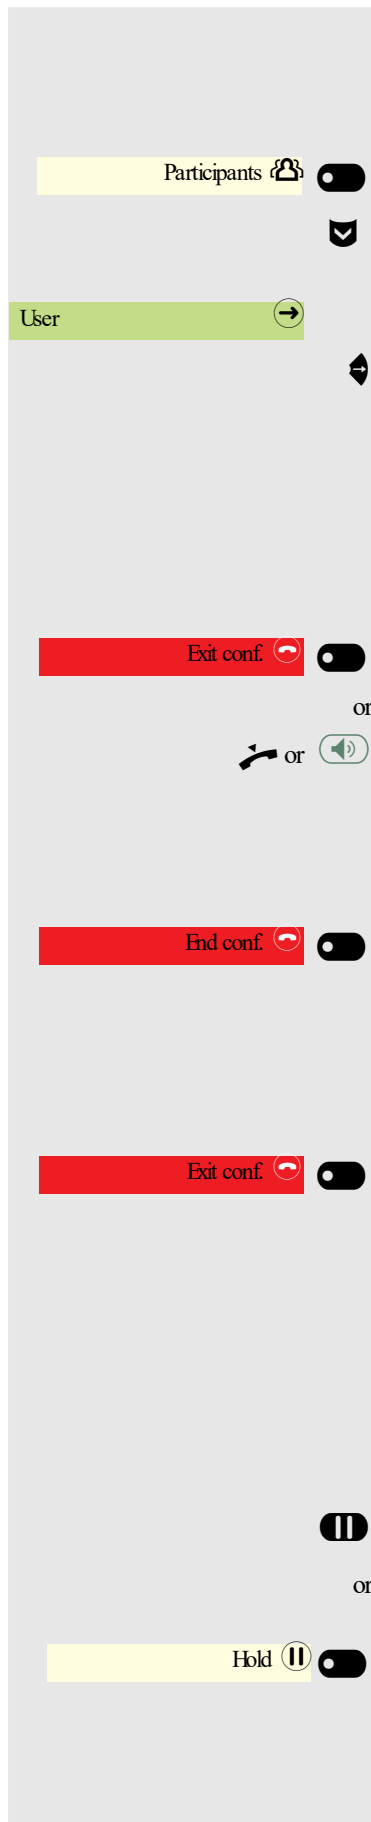 Participants
User
Exit conf.
or
or
End conf.
Exit conf.
or
Hold